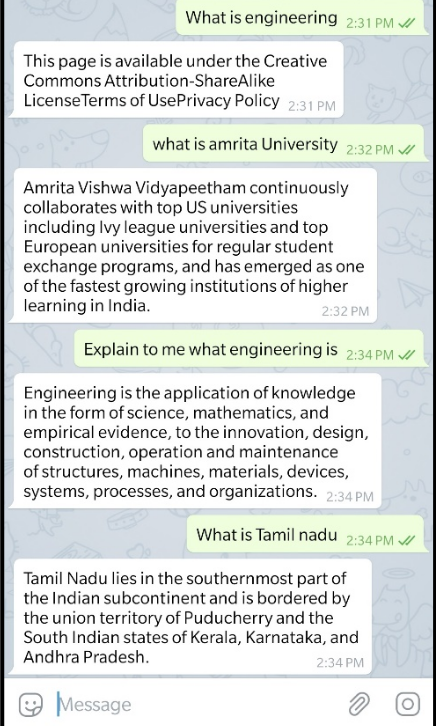 What is engineering 2:31 PM
This page is available under the Creative
Commons Attribution-ShareAlike
LicenseTerms of UsePrivacy Policy 2:31 PM
what is amrita University 2:32 PM
Amrita Vishwa Vidyapeetham continuously
collaborates with top US universities
including Ivy league universities and top
European universities for regular student
exchange programs, and has emerged as one
of the fastest growing institutions of higher
learning in India. 2:32 PM
Explain to me what engineering is 2:34 PM
Engineering is the application of knowledge
in the form of science, mathematics, and
empirical evidence, to the innovation, design,
construction, operation and maintenance
of structures, machines, materials, devices,
systems, processes, and organizations. 2:34 PM
What is Tamil nadu 2:34 PM
Tamil Nadu lies in the southernmost part of
the Indian subcontinent and is bordered by
the union territory of Puducherry and the
South Indian states of Kerala, Karnataka, and
Andhra Pradesh. 2:34 PM
Message